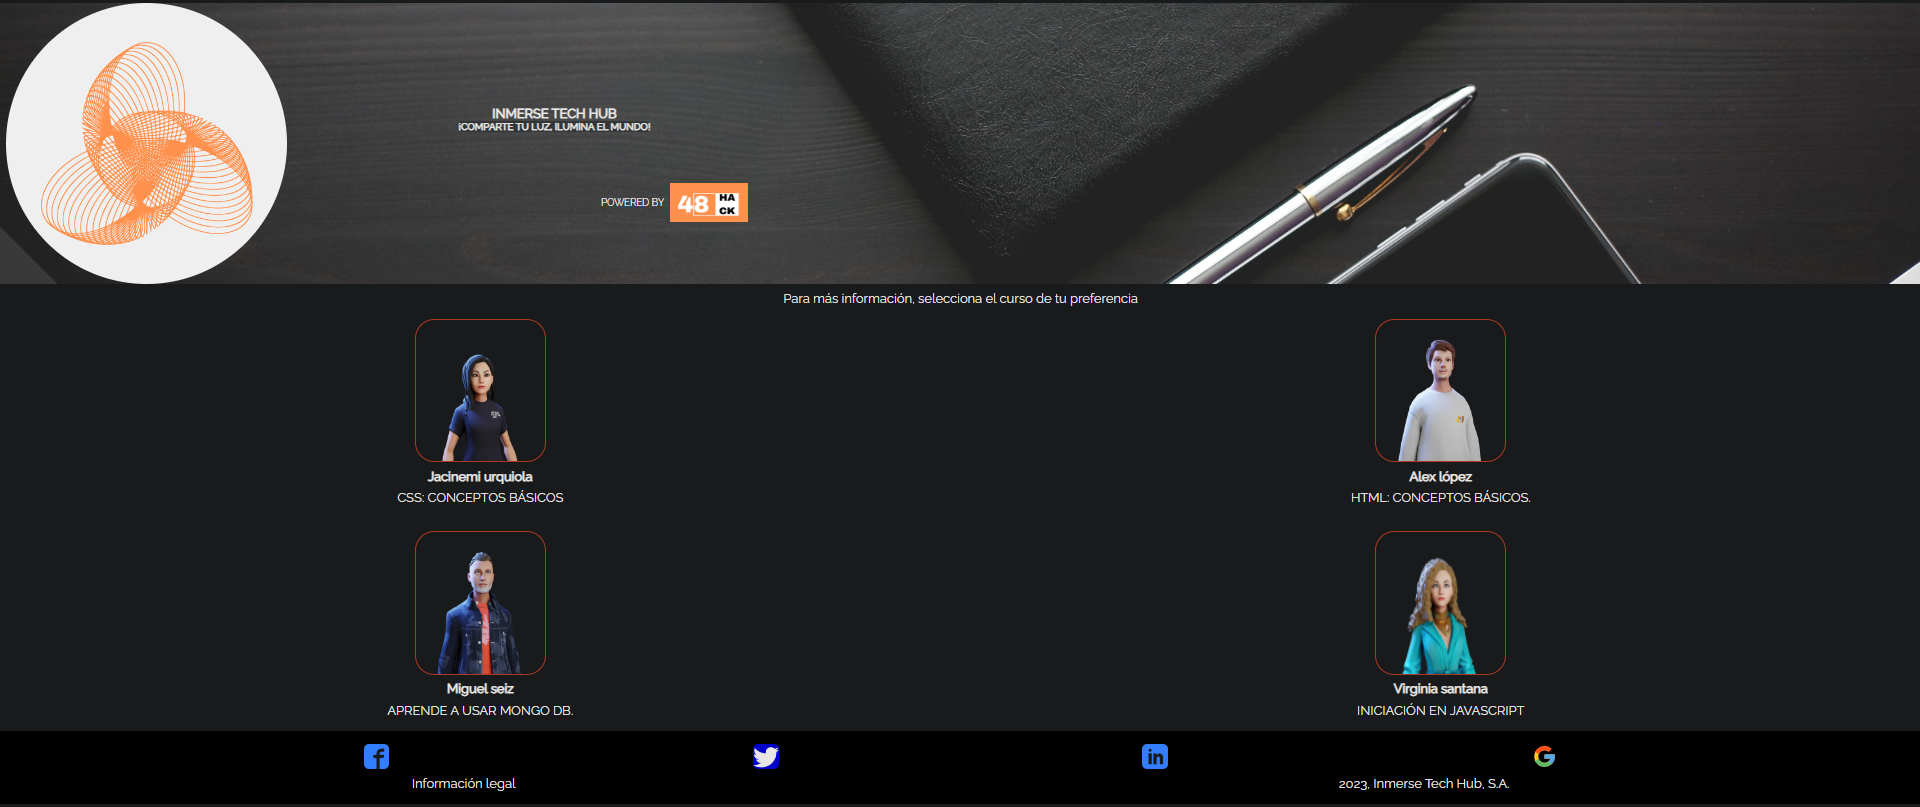 INMERSE TECH HUB
¡COMPARTE TU LUZ, ILUMINA EL MUNDO!
POWERED BY 48 HACK
Para más información, selecciona el curso de tu preferencia
Jacinemi urquiola
CSS: CONCEPTOS BÁSICOS
Alex lópez
HTML: CONCEPTOS BÁSICOS.
Miguel seiz
APRENDE A USAR MONGO DB.
Virginia santana
INICIACIÓN EN JAVASCRIPT
Información legal
2023, Inmerse Tech Hub, S.A.